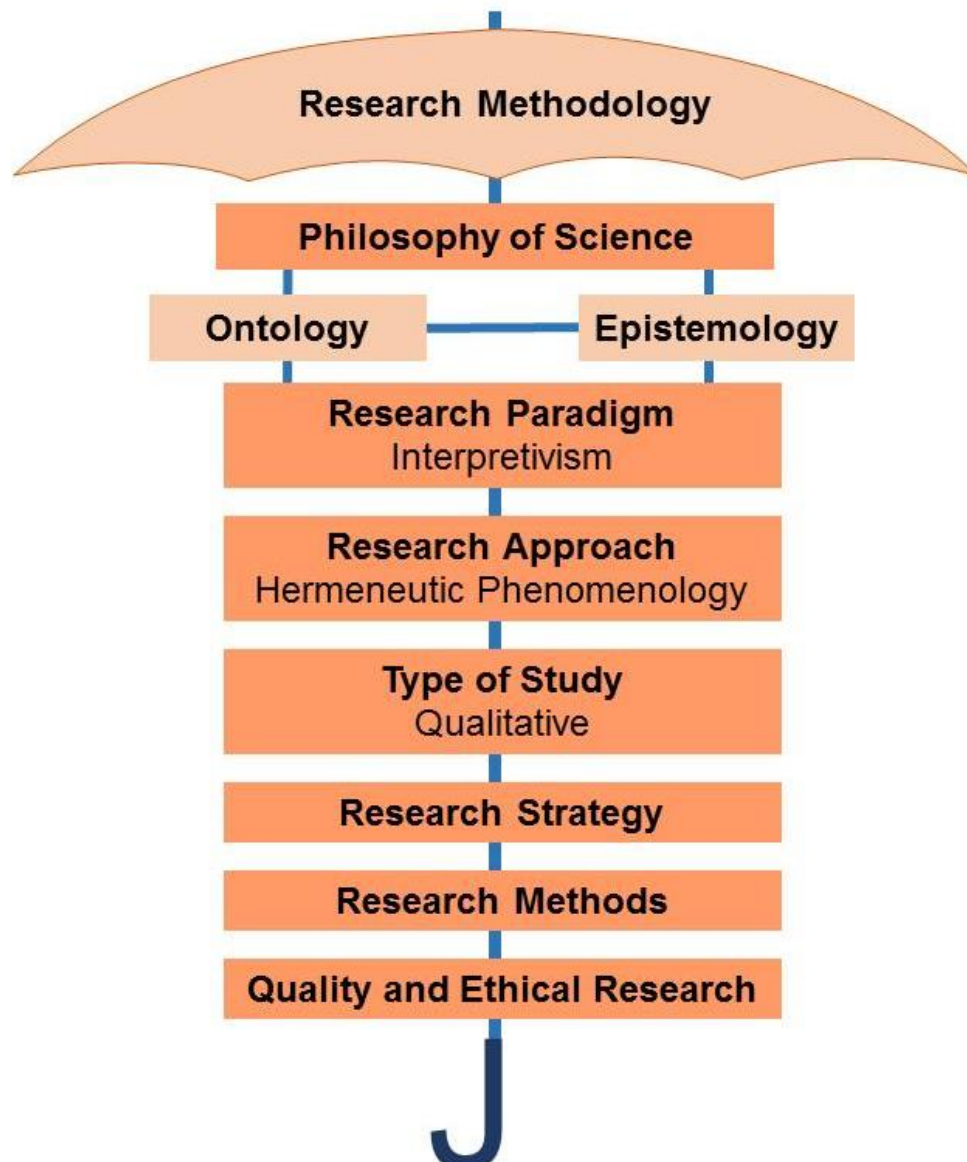 Research Methodology
Philosophy of Science
Ontology
Epistemology
Research Paradigm
Interpretivism
Research Approach
Hermeneutic Phenomenology
Type of Study
Qualitative
Research Strategy
Research Methods
Quality and Ethical Research